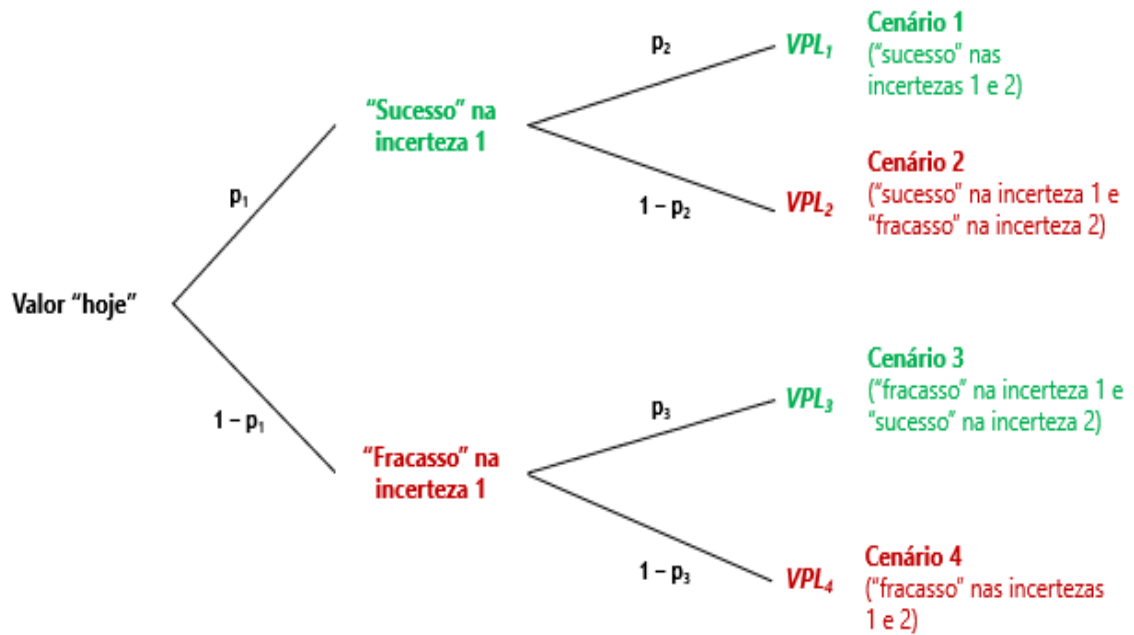 p₂
VPL₁
Cenário 1
("sucesso" nas
incertezas 1 e 2)
"Sucesso" na
incerteza 1
Cenário 2
("sucesso" na incerteza 1 e
"fracasso" na incerteza 2)
p₁
1 – p₂
VPL₂
Valor "hoje"
Cenário 3
("fracasso" na incerteza 1 e
"sucesso" na incerteza 2)
1 – p₁
p₃
VPL₃
"Fracasso" na
incerteza 1
Cenário 4
("fracasso" nas incertezas
1 e 2)
1 – p₃
VPL₄